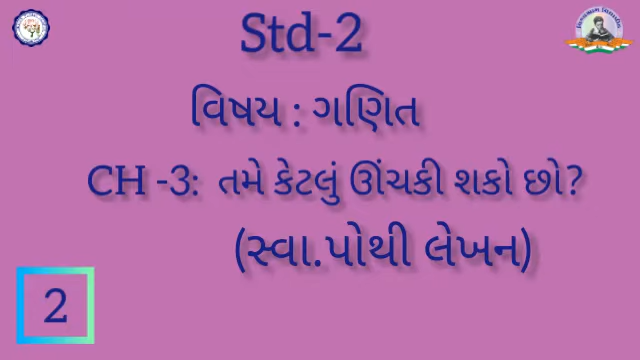 Std-2
વિષય : ગણિત
CH -3: તમે કેટલું ઊંચકી શકો છો?
(સ્વા.પોથી લેખન)
2